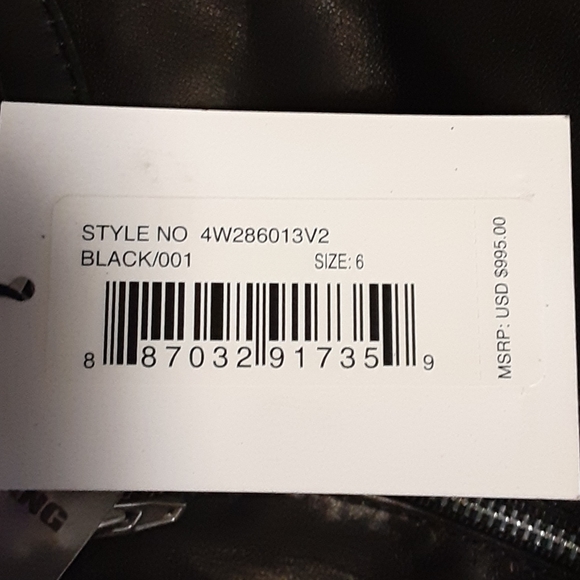 STYLE NO 4W286013V2
BLACK/001 SIZE: 6
8 87032 91735 9
MSRP: USD $995.00